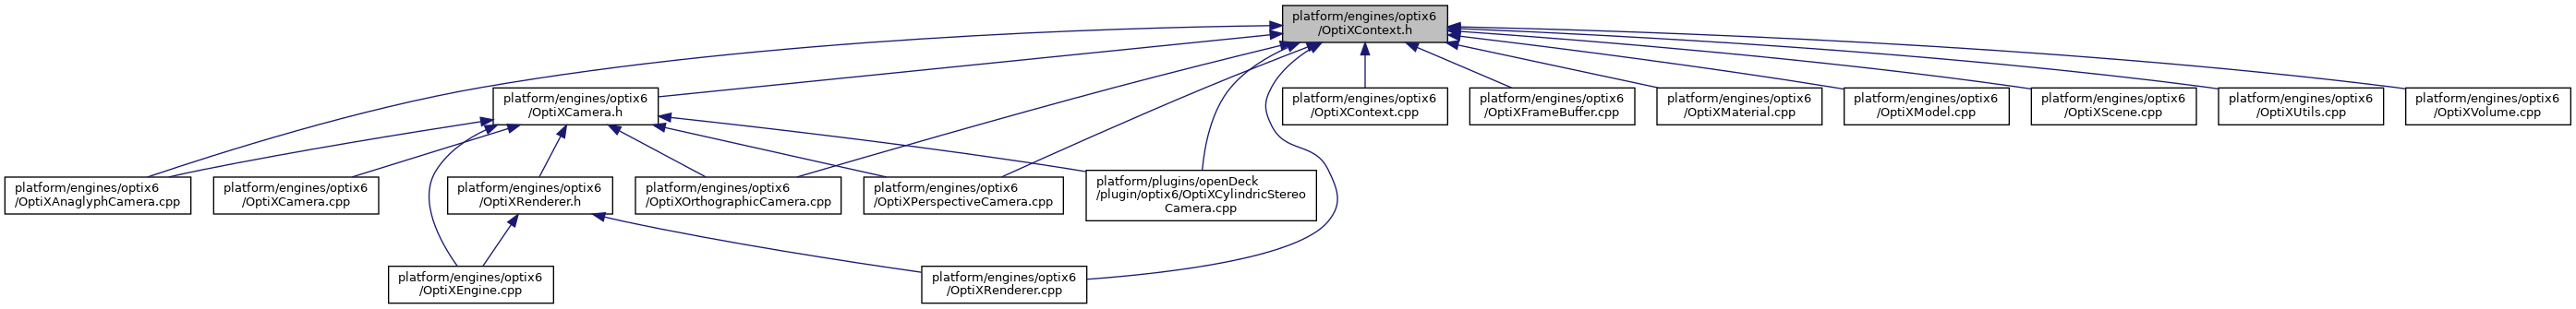 platform/engines/optix6
/OptiXContext.h
platform/engines/optix6
/OptiXCamera.h
platform/engines/optix6
/OptiXContext.cpp
platform/engines/optix6
/OptiXFrameBuffer.cpp
platform/engines/optix6
/OptiXMaterial.cpp
platform/engines/optix6
/OptiXModel.cpp
platform/engines/optix6
/OptiXScene.cpp
platform/engines/optix6
/OptiXUtils.cpp
platform/engines/optix6
/OptiXVolume.cpp
platform/engines/optix6
/OptiXAnaglyphCamera.cpp
platform/engines/optix6
/OptiXCamera.cpp
platform/engines/optix6
/OptiXRenderer.h
platform/engines/optix6
/OptiXOrthographicCamera.cpp
platform/engines/optix6
/OptiXPerspectiveCamera.cpp
platform/plugins/openDeck
/plugin/optix6/OptiXCylindricStereo
Camera.cpp
platform/engines/optix6
/OptiXEngine.cpp
platform/engines/optix6
/OptiXRenderer.cpp